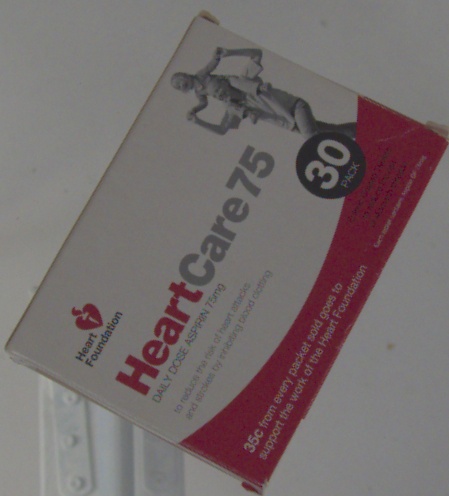 HeartCare 75
DAILY DOSE ASPIRIN 75mg
to reduce the risk of heart attacks
and strokes by inhibiting blood clotting
30
PACK
Heart
Foundation
35c from every packet sold goes to
support the work of the Heart Foundation